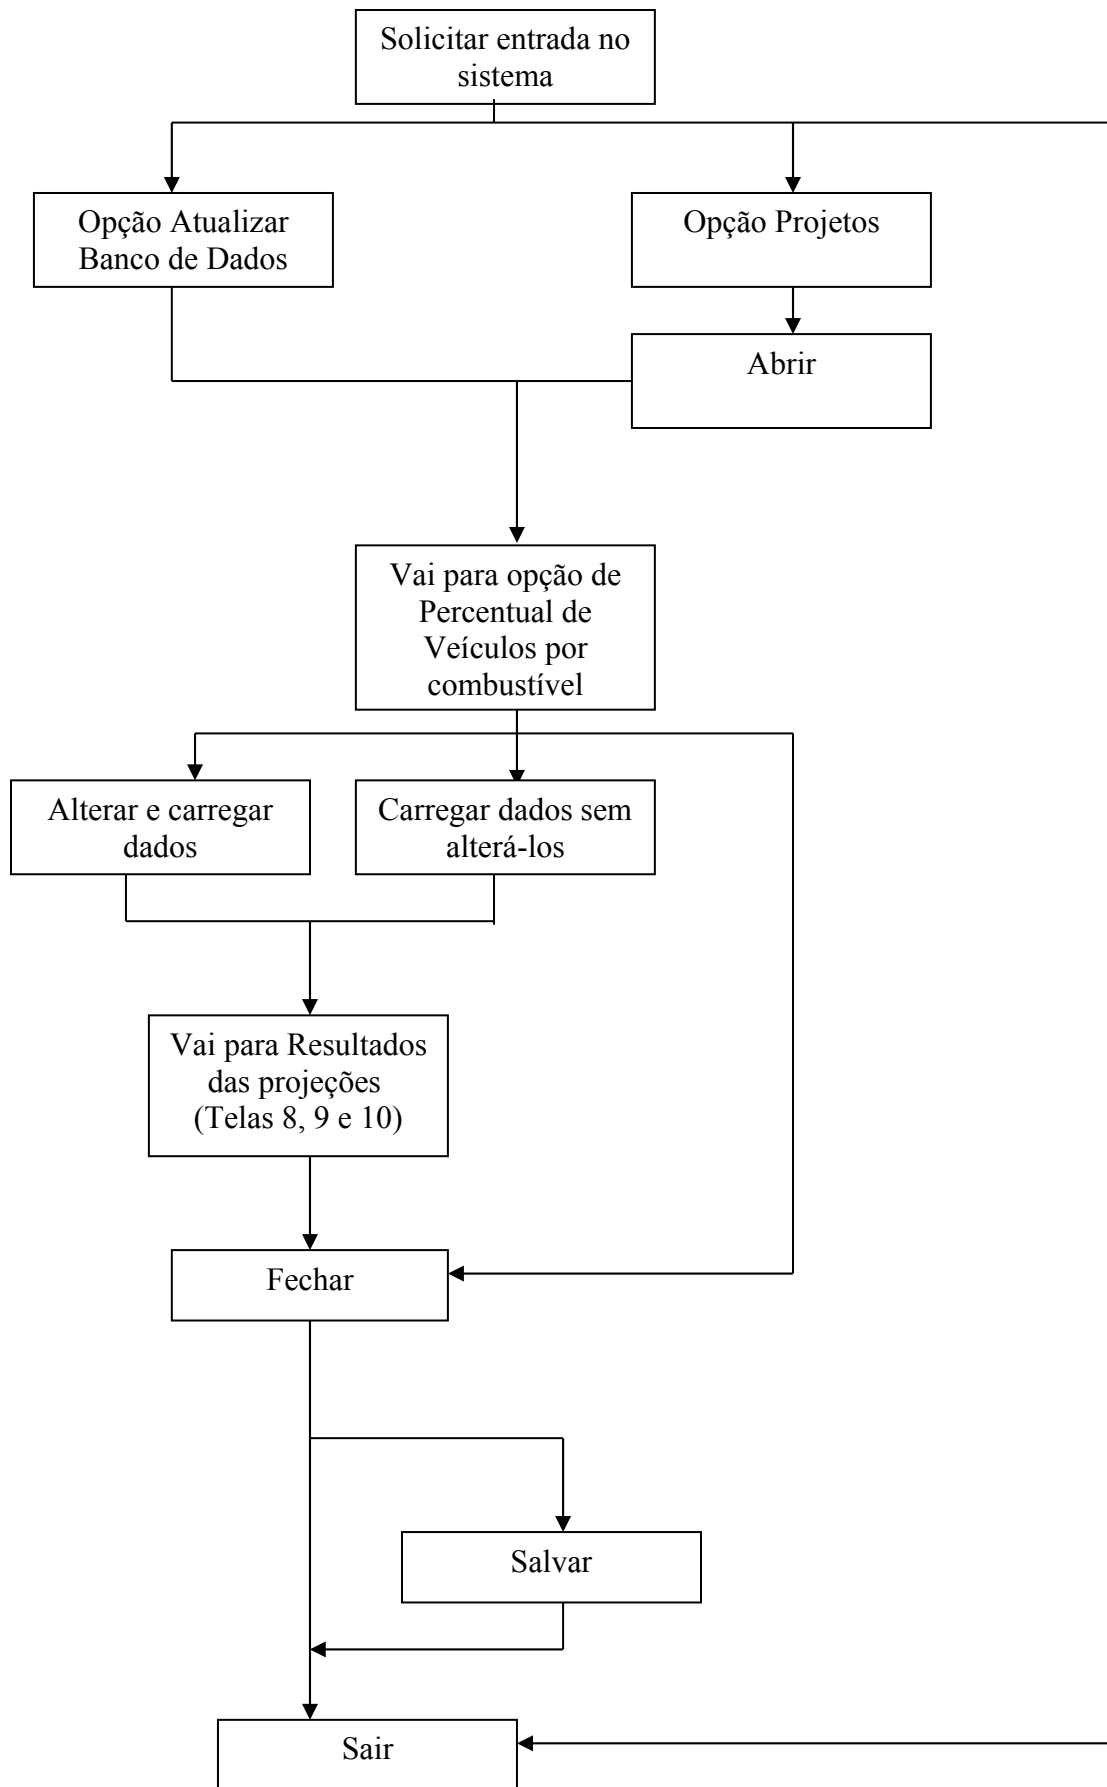 Solicitar entrada no
sistema
Opção Atualizar
Banco de Dados
Opção Projetos
Abrir
Vai para opção de
Percentual de
Veículos por
combustível
Alterar e carregar
dados
Carregar dados sem
alterá-los
Vai para Resultados
das projeções
(Telas 8, 9 e 10)
Fechar
Salvar
Sair